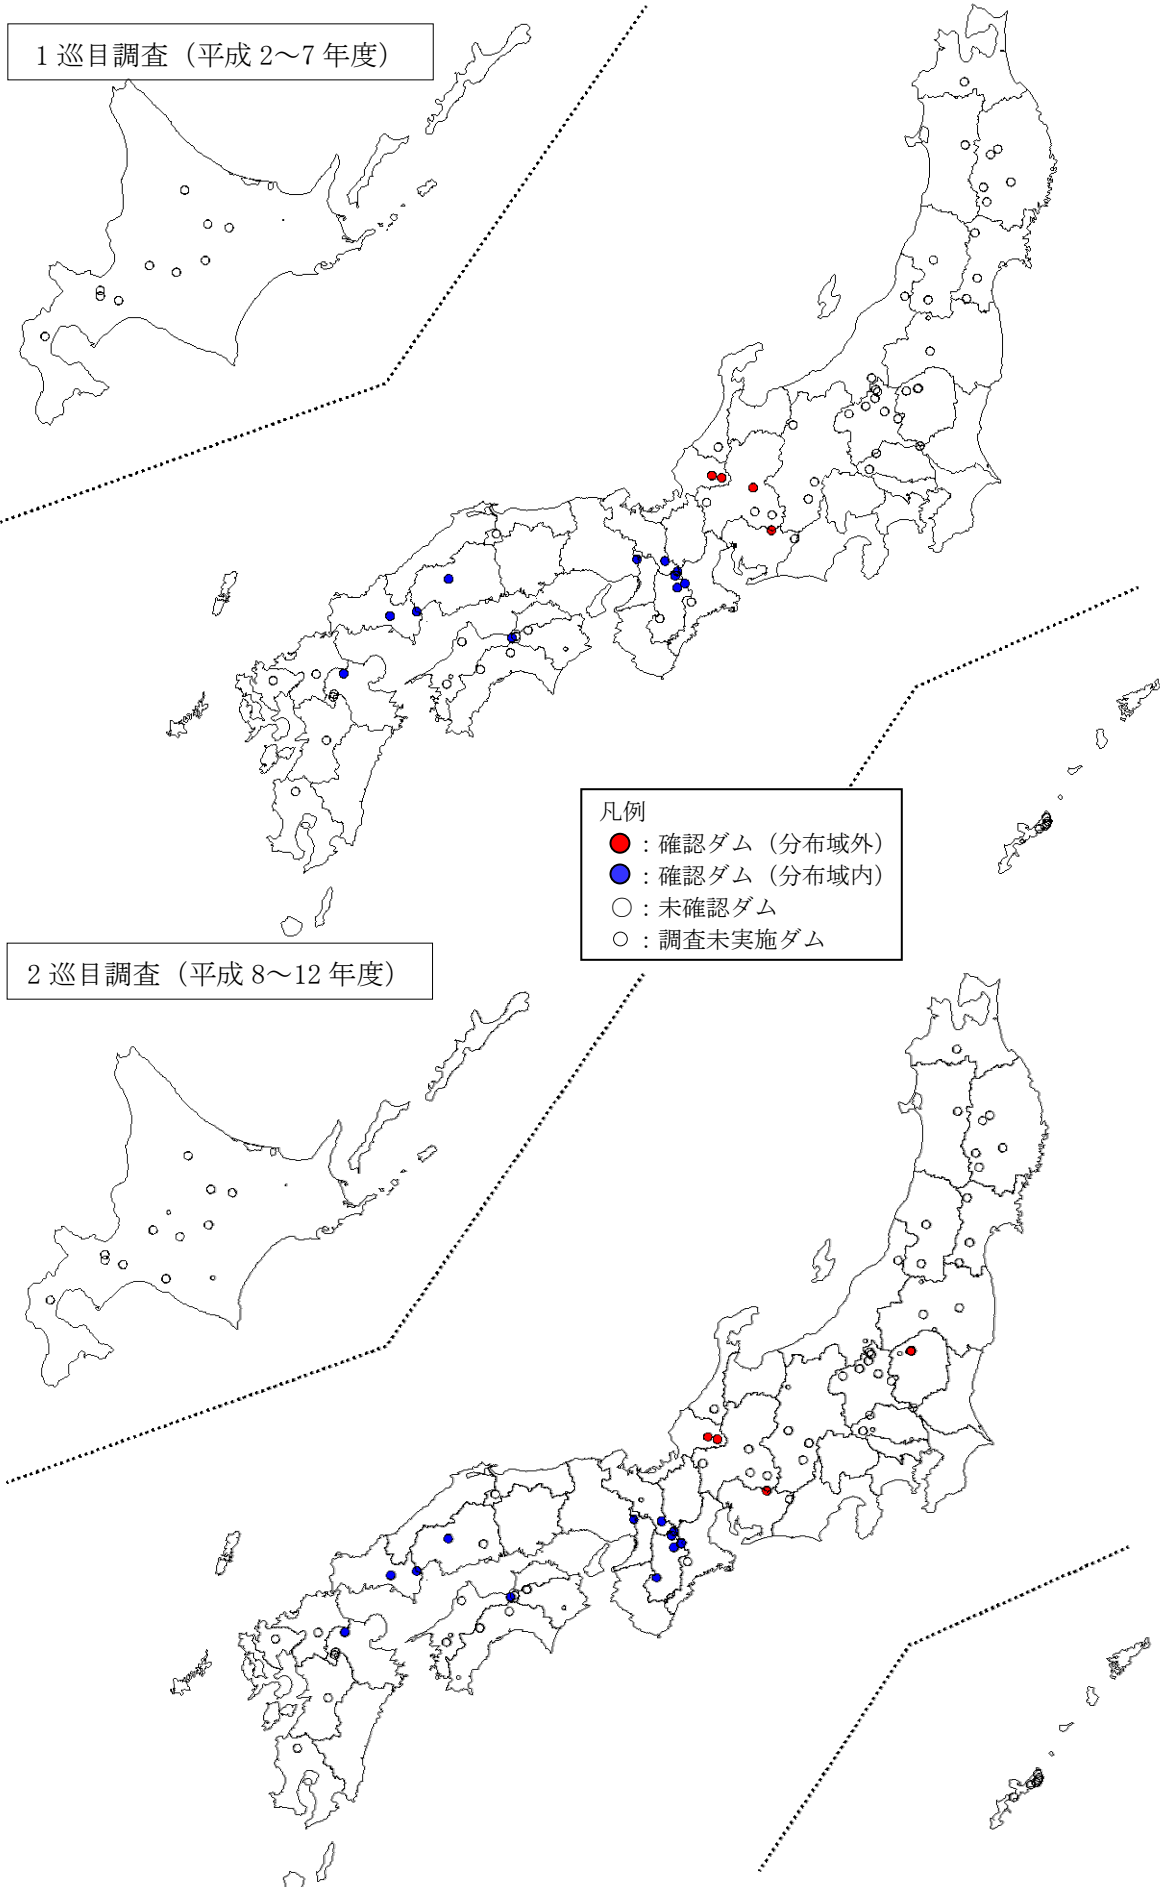 1 巡目調査（平成 2～7 年度）
凡例
：確認ダム（分布域外）
：確認ダム（分布域内）
：未確認ダム
：調査未実施ダム
2 巡目調査（平成 8～12 年度）